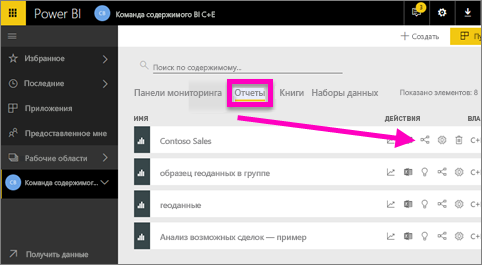 Power BI
CE
Команда содержимого BI C+E
3
Избранное
Последние
Приложения
Предоставленное мне
Рабочие области
Команда содержимог...
Получить данные
+ Создать
Поиск по содержимому...
Панели мониторинга
Отчеты
Книги
Наборы данных
Показано элементов: 8
ИМЯ
ДЕЙСТВИЯ
ВЛА
Contoso Sales
C+
образец геоданных в группе
C+
геоданные
C+
Анализ возможных сделок — пример
C+